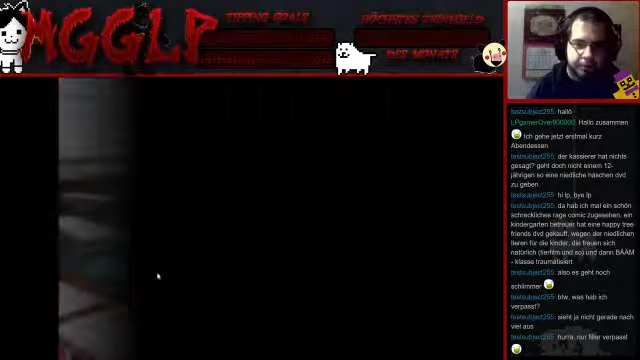 MGGLP
TIPPING GOALS
HÖCHSTES TRINKGELD
DES MONATS
testsubject255: hallö
LPgamerOver900000: Hallo zusammen
Ich gehe jetzt erstmal kurz
Abendessen
testsubject255: der kassierer hat nichts
gesagt? geht doch nicht einem 12-
jährigen so eine niedliche häschen dvd
zu geben
testsubject255: hi lp, bye lp
testsubject255: da hab ich mal ein schön
schreckliches rage comic zugesehen, ein
kindergarten betreuer hat eine happy tree
friends dvd gekauft, wegen der niedlichen
tieren für die kinder, die freuen sich
natürlich (tierfilm und so) und dann BÄÄM
- klasse traumatisiert
testsubject255: also es geht noch
schlimmer
testsubject255: btw, was hab ich
verpasst?
testsubject255: sieht ja nicht gerade nach
viel aus
testsubject255: hurra, nur filler verpasst